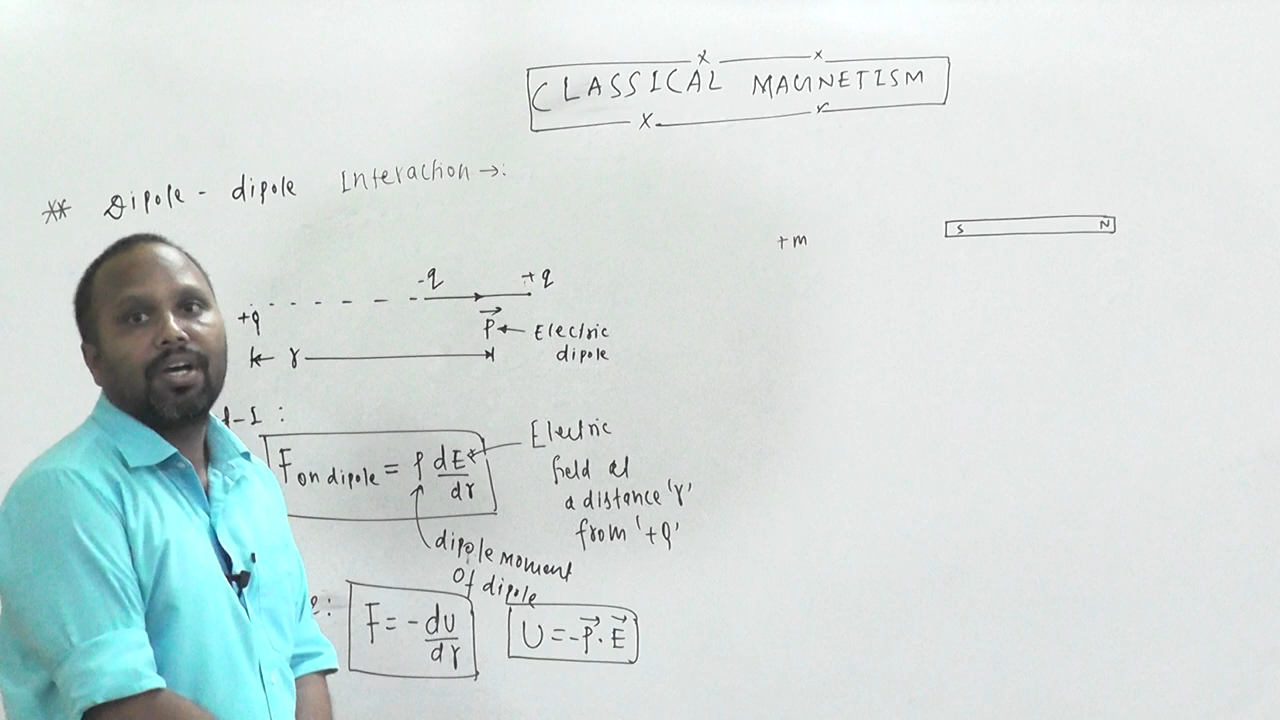 CLASSICAL MAGNETISM
** Dipole - dipole Interaction →:
-q +q
+Q
P⃗ ← Electric
dipole
r
d-I :
F on dipole = p dE/dr
Electric
field at
a distance 'r'
from '+Q'
dipole moment
of dipole
F = - dU/dr
U = -P⃗ . E⃗
+m
S N